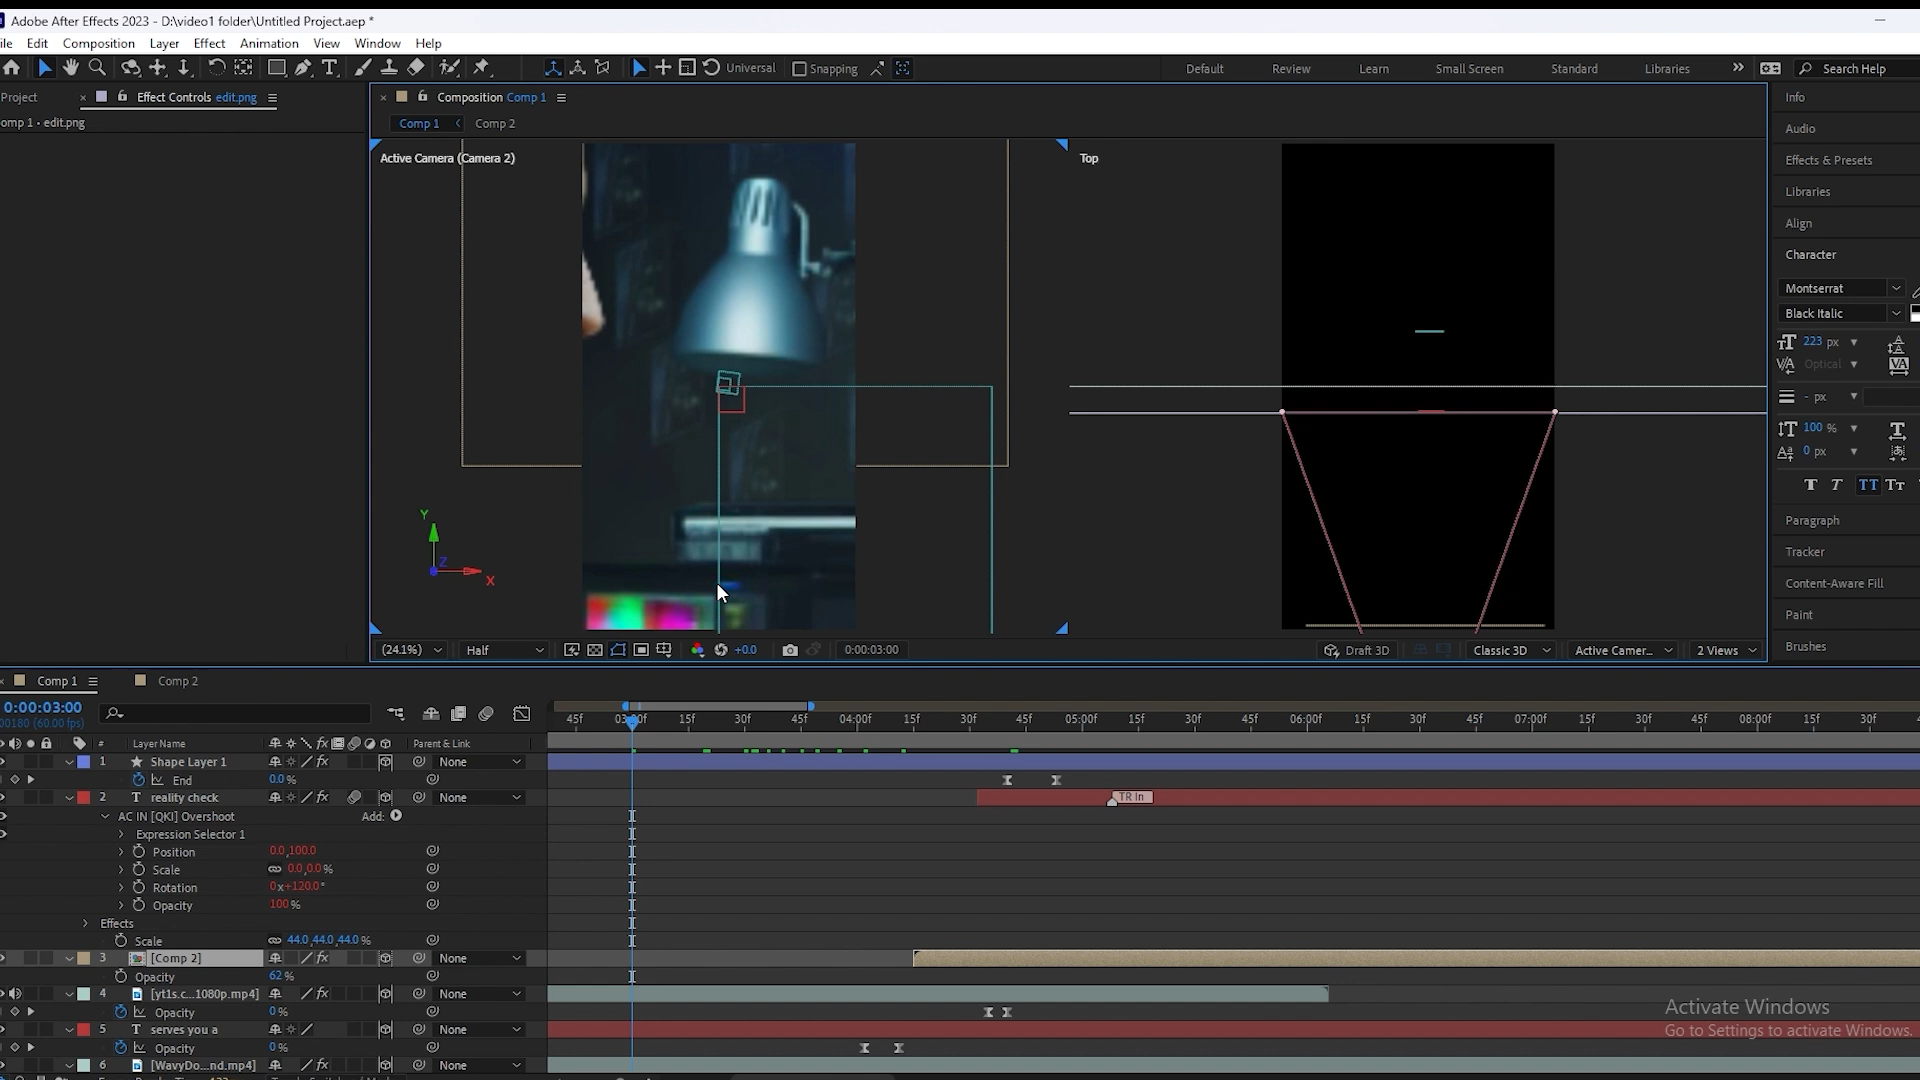 Adobe After Effects 2023 - D:\video1 folder\Untitled Project.aep *
ile Edit Composition Layer Effect Animation View Window Help
Universal Snapping Default Review Learn Small Screen Standard Libraries Search Help
Project Effect Controls edit.png
omp 1 • edit.png
Composition Comp 1
Comp 1 Comp 2
Active Camera (Camera 2)
Top
Y
Z
X
(24.1%) Half +0.0 0:00:03:00 Draft 3D Classic 3D Active Camer... 2 Views
Info
Audio
Effects & Presets
Libraries
Align
Character
Montserrat
Black Italic
223 px
Optical
- px
100 %
0 px
Paragraph
Tracker
Content-Aware Fill
Paint
Brushes
Comp 1 Comp 2
0:00:03:00
00180 (60.00 fps)
45f 03:00f 15f 30f 45f 04:00f 15f 30f 45f 05:00f 15f 30f 45f 06:00f 15f 30f 45f 07:00f 15f 30f 45f 08:00f 15f 30f
# Layer Name Parent & Link
1 Shape Layer 1 None
End 0.0 %
2 T reality check None TR In
AC IN [QKI] Overshoot Add:
Expression Selector 1
Position 0.0,100.0
Scale 0.0,0.0 %
Rotation 0x+120.0°
Opacity 100 %
Effects
Scale 44.0,44.0,44.0 %
3 [Comp 2] None
Opacity 62 %
4 [yt1s.c...1080p.mp4] None
Opacity 0 %
5 T serves you a None
Opacity 0 %
6 [WavyDo...nd.mp4] None
Activate Windows
Go to Settings to activate Windows.